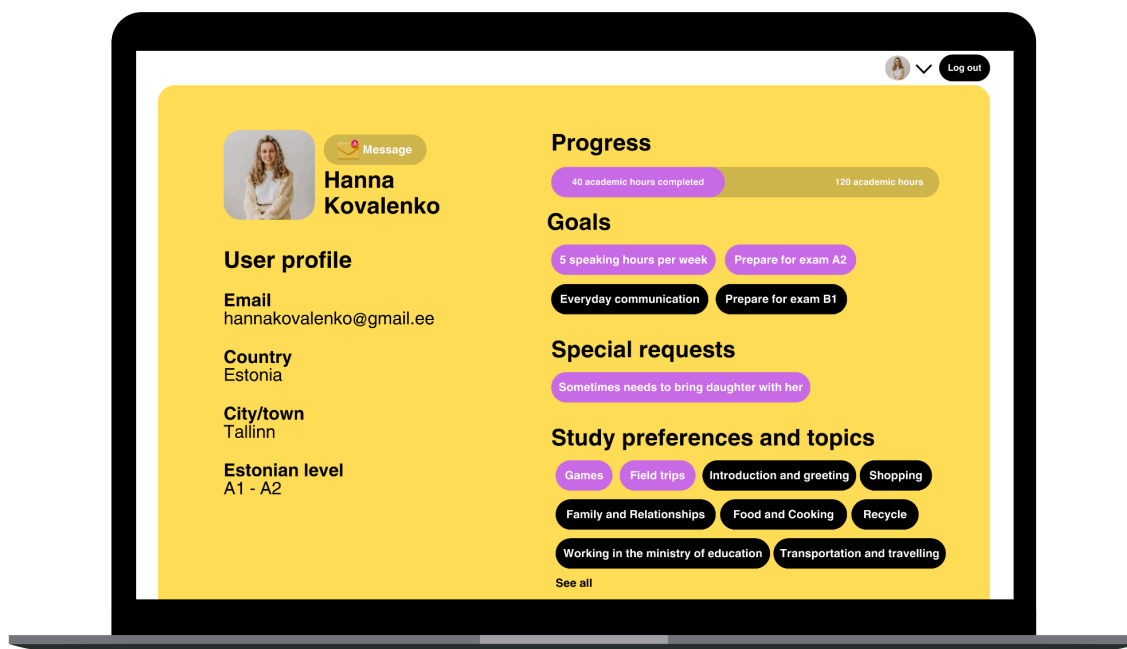 Log out
Message
Hanna
Kovalenko
User profile
Email
hannakovalenko@gmail.ee
Country
Estonia
City/town
Tallinn
Estonian level
A1 - A2
Progress
40 academic hours completed 120 academic hours
Goals
5 speaking hours per week Prepare for exam A2
Everyday communication Prepare for exam B1
Special requests
Sometimes needs to bring daughter with her
Study preferences and topics
Games Field trips Introduction and greeting Shopping
Family and Relationships Food and Cooking Recycle
Working in the ministry of education Transportation and travelling
See all